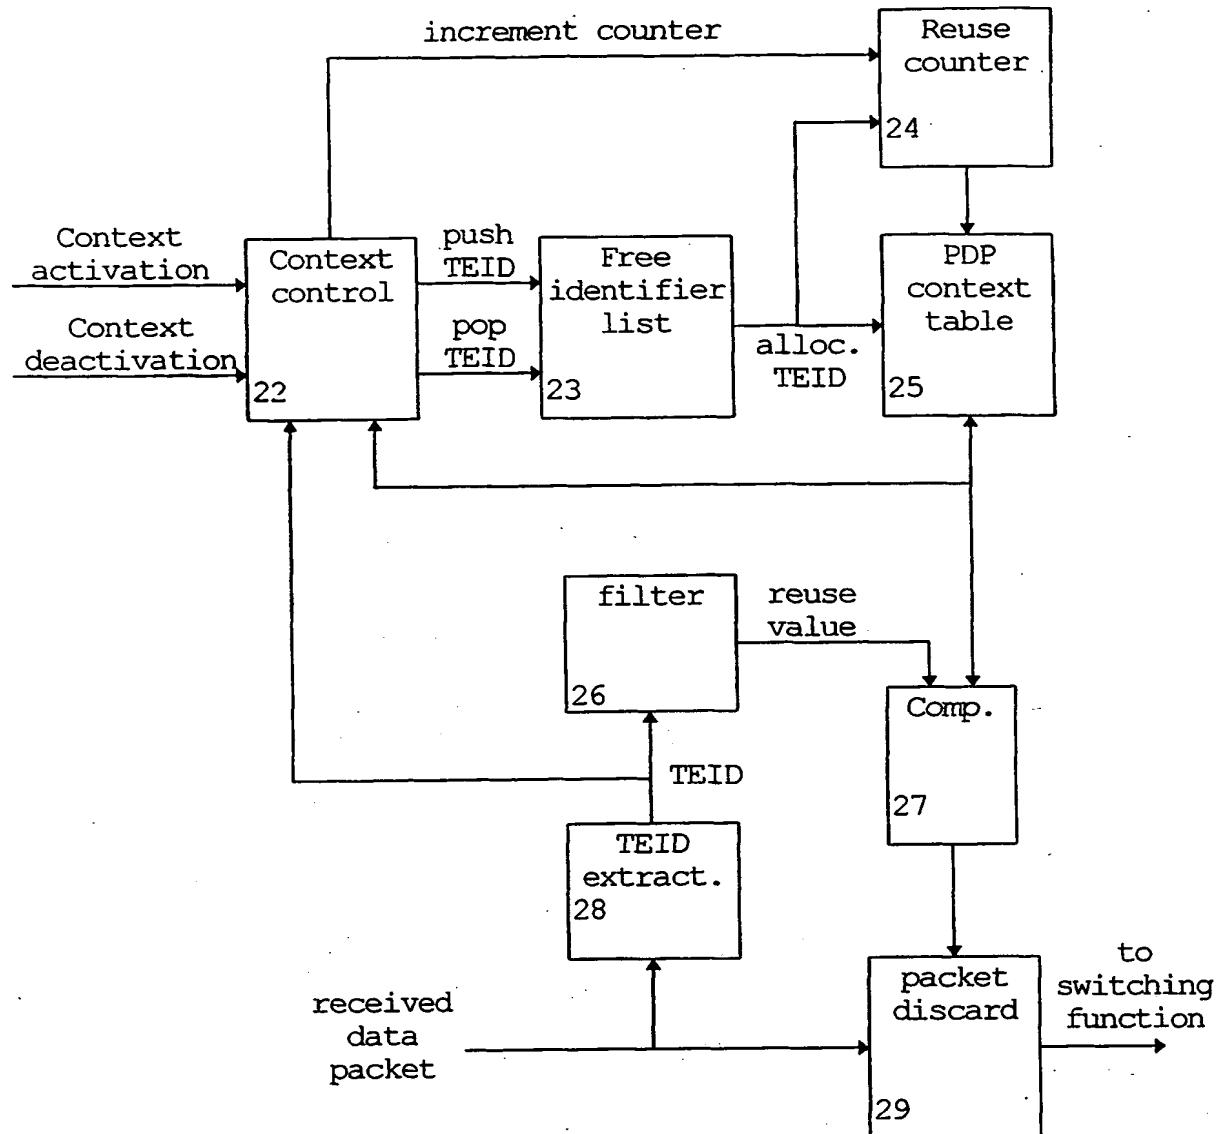 increment counter
Reuse
counter
24
Context
activation
Context
deactivation
Context
control
22
push
TEID
pop
TEID
Free
identifier
list
23
alloc.
TEID
PDP
context
table
25
filter
26
reuse
value
Comp.
27
TEID
TEID
extract.
28
received
data
packet
packet
discard
29
to
switching
function